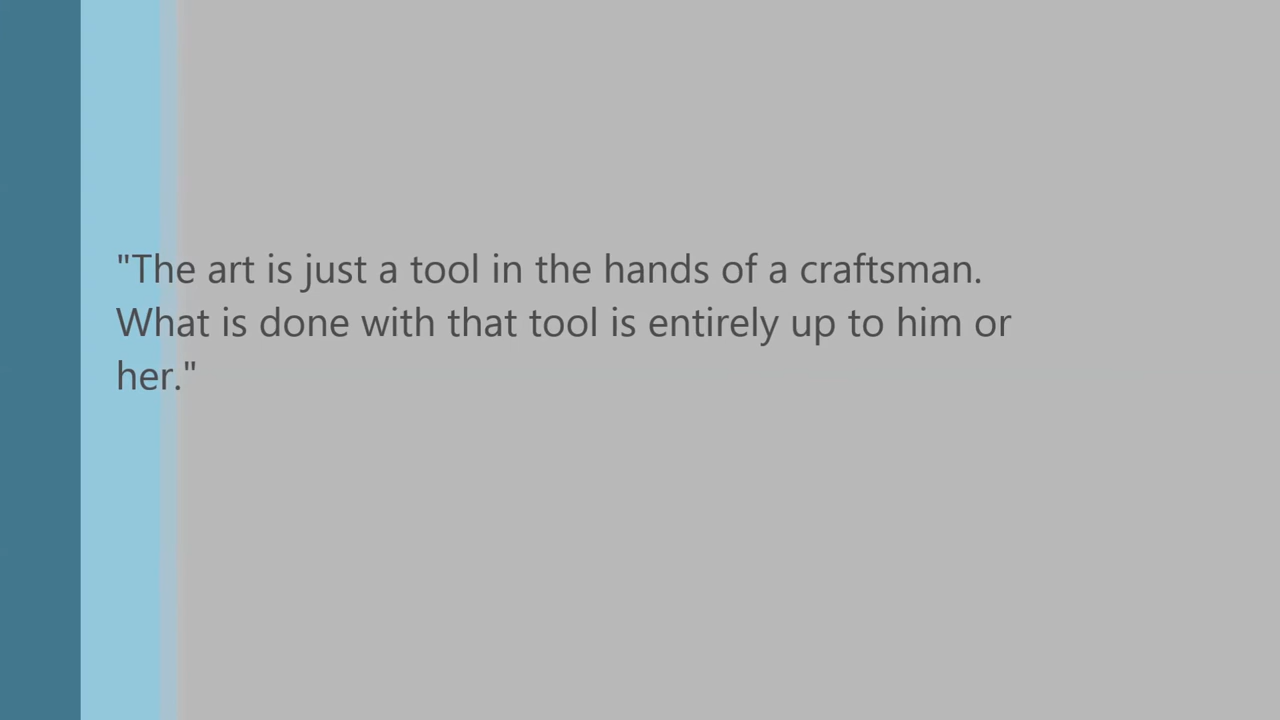 "The art is just a tool in the hands of a craftsman.
What is done with that tool is entirely up to him or
her."